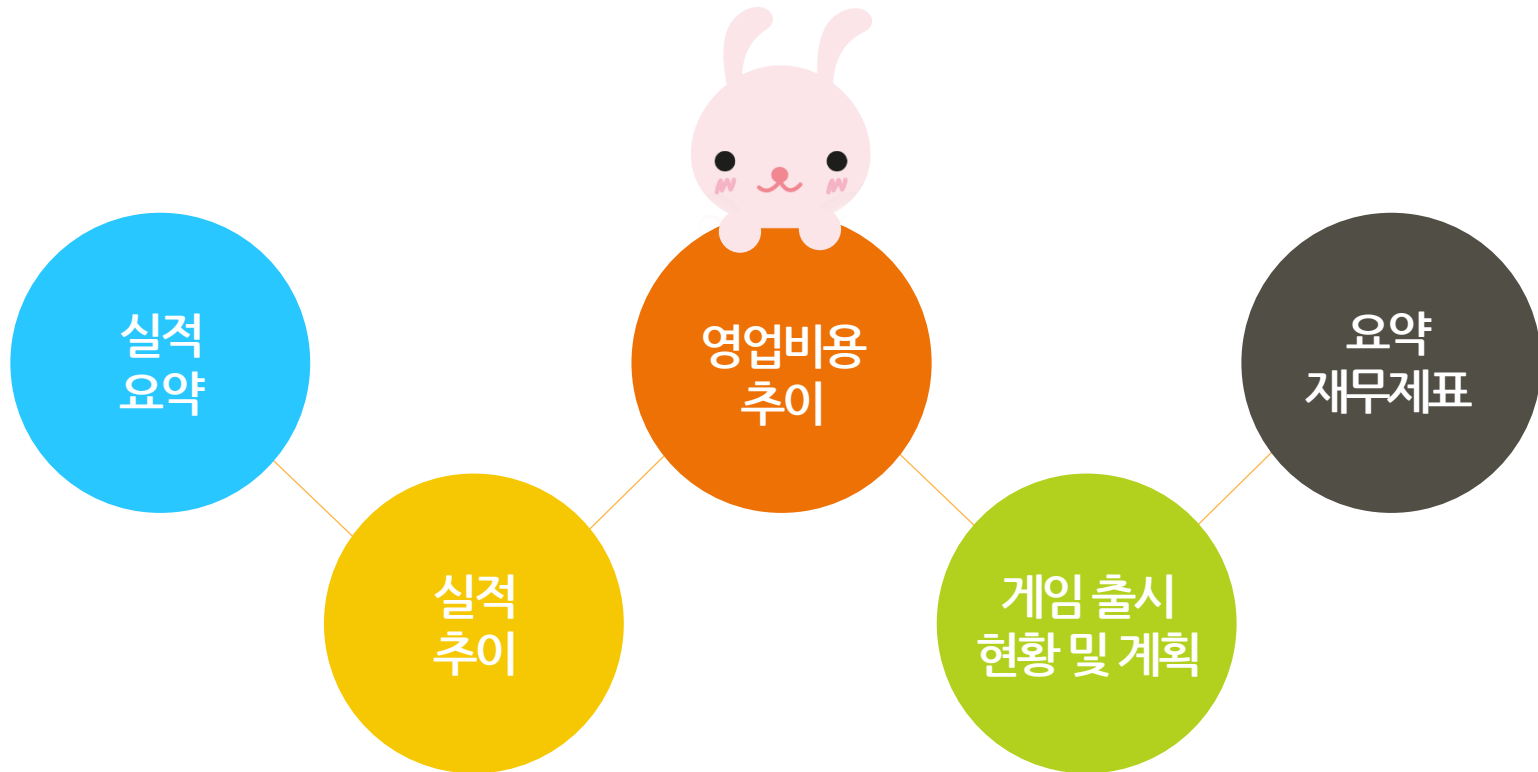 실적
요약
실적
추이
영업비용
추이
게임 출시
현황 및 계획
요약
재무제표